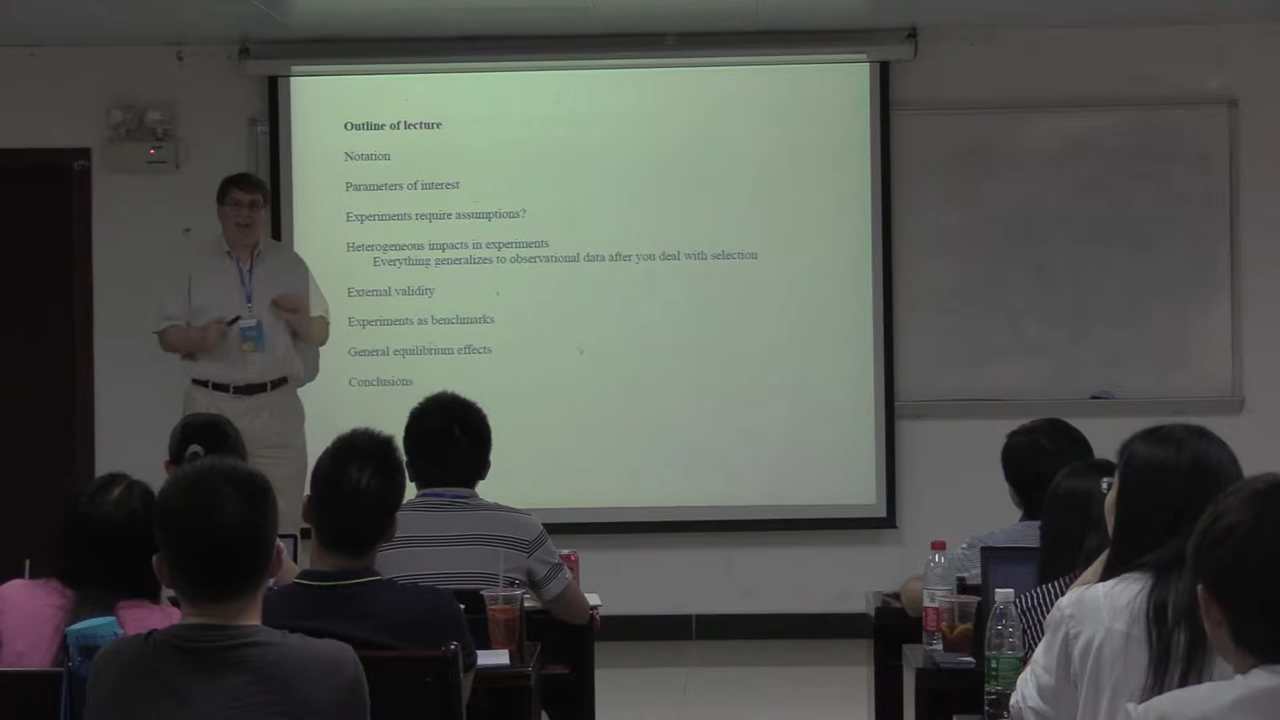 Outline of lecture
Notation
Parameters of interest
Experiments require assumptions?
Heterogeneous impacts in experiments
Everything generalizes to observational data after you deal with selection
External validity
Experiments as benchmarks
General equilibrium effects
Conclusions